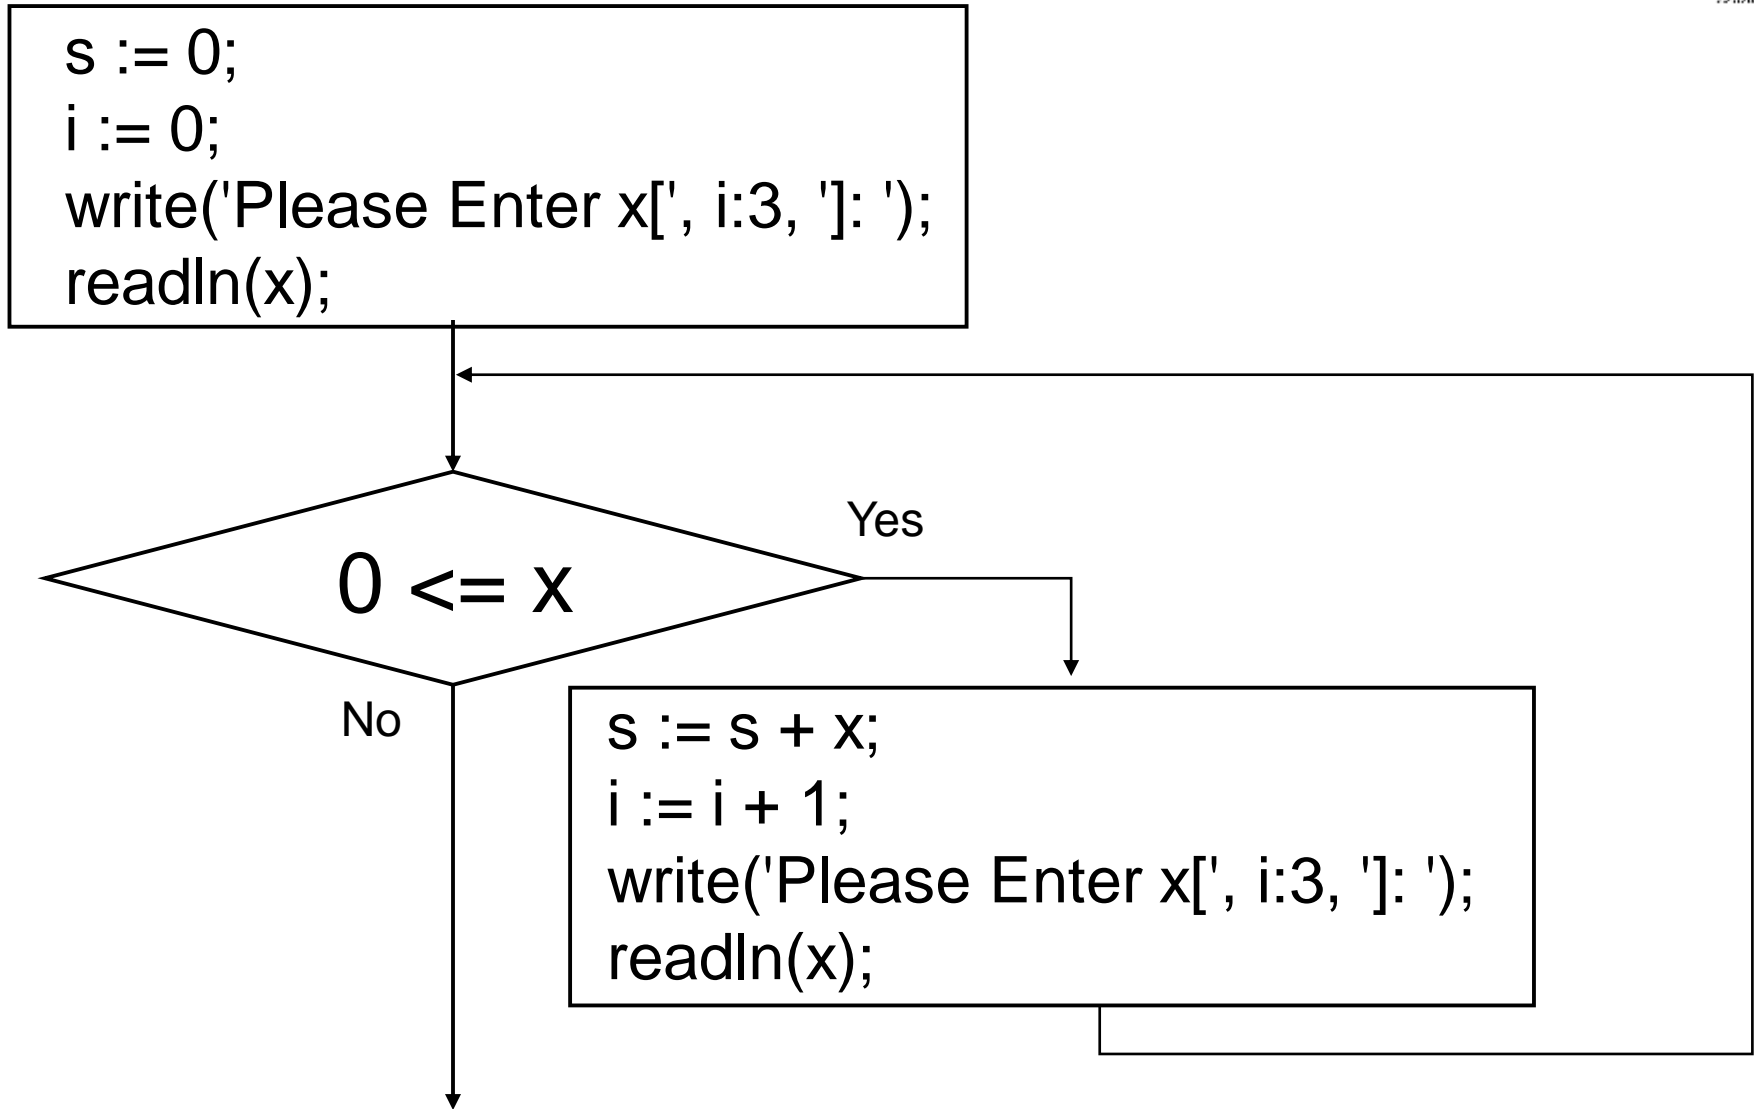 s := 0;
i := 0;
write('Please Enter x[', i:3, ']: ');
readln(x);
0 <= x
Yes
No
s := s + x;
i := i + 1;
write('Please Enter x[', i:3, ']: ');
readln(x);